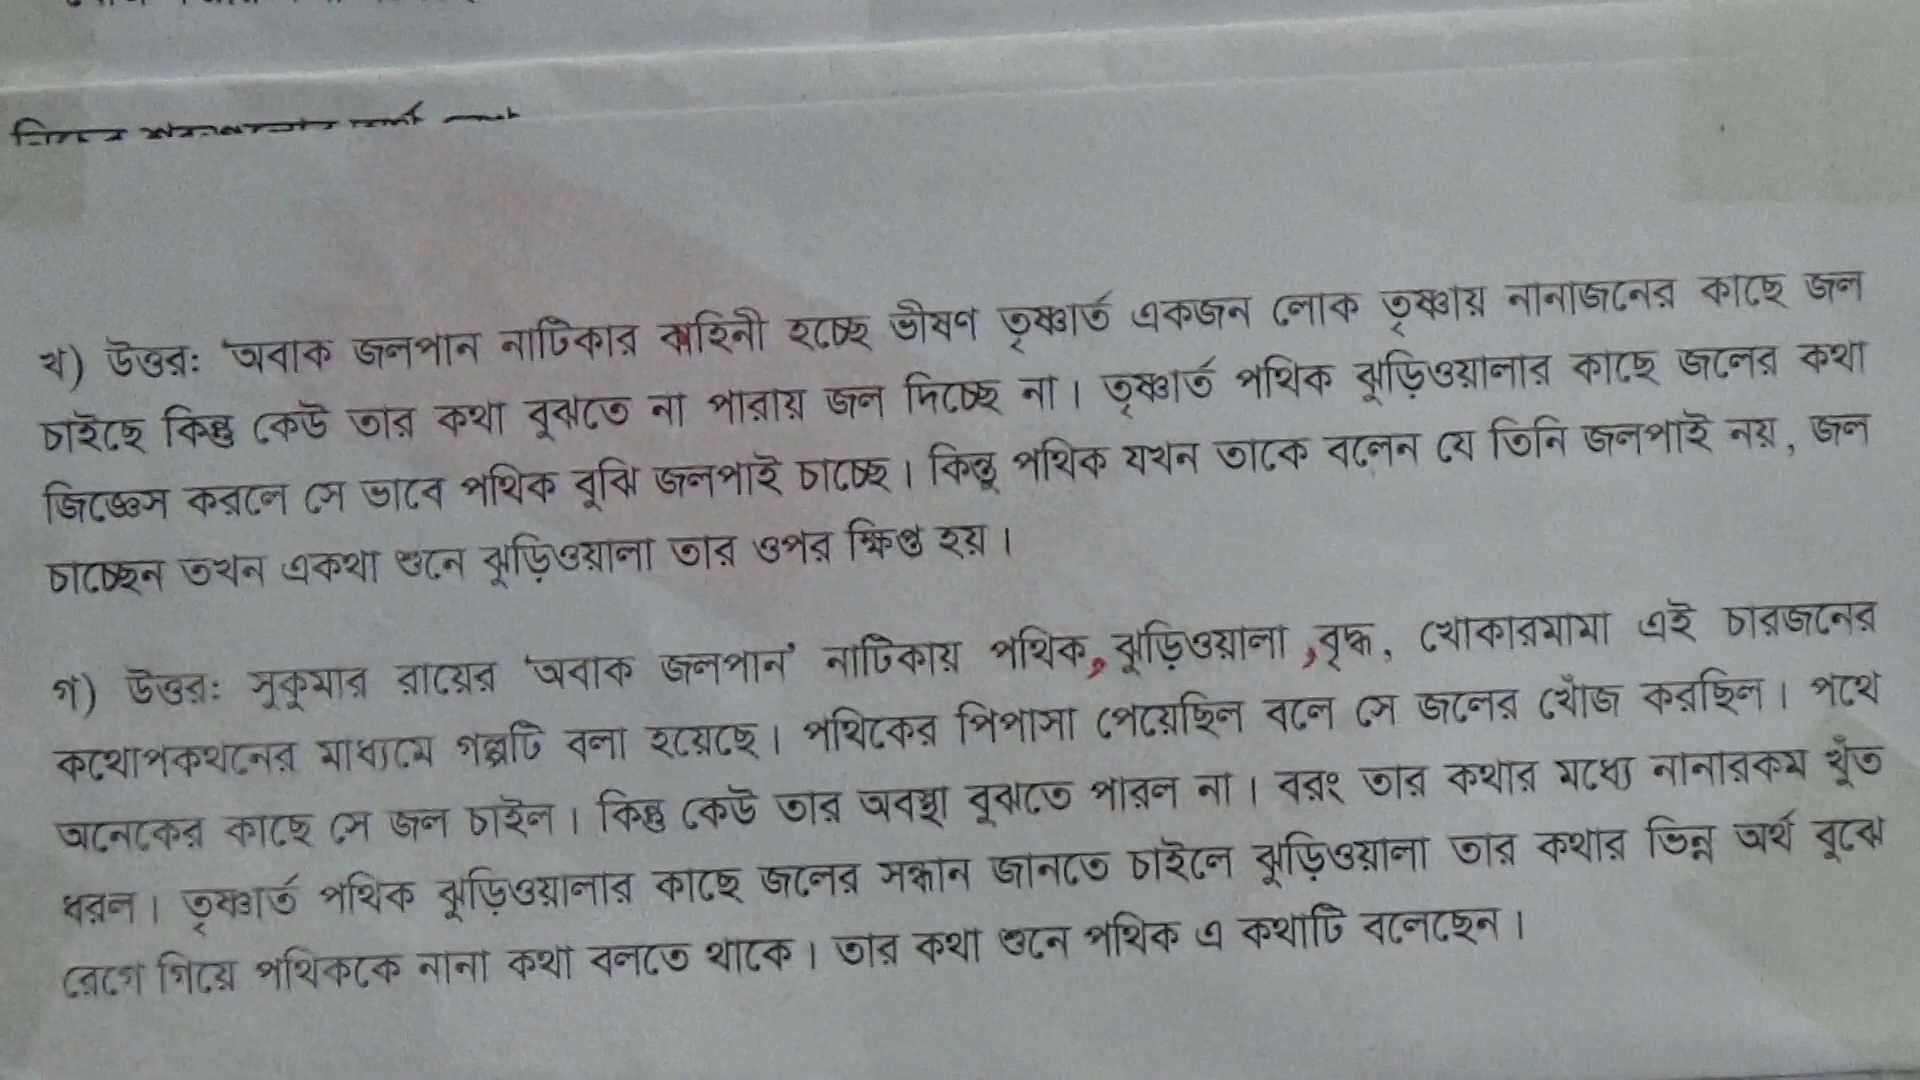 খ) উত্তর: 'অবাক জলপান নাটিকার কাহিনী হচ্ছে ভীষণ তৃষ্ণার্ত একজন লোক তৃষ্ণায় নানাজনের কাছে জল
চাইছে কিন্তু কেউ তার কথা বুঝতে না পারায় জল দিচ্ছে না। তৃষ্ণার্ত পথিক ঝুড়িওয়ালার কাছে জলের কথা
জিজ্ঞেস করলে সে ভাবে পথিক বুঝি জলপাই চাচ্ছে। কিন্তু পথিক যখন তাকে বলেন যে তিনি জলপাই নয়, জল
চাচ্ছেন তখন একথা শুনে ঝুড়িওয়ালা তার ওপর ক্ষিপ্ত হয়।
গ) উত্তর: সুকুমার রায়ের 'অবাক জলপান' নাটিকায় পথিক, ঝুড়িওয়ালা, বৃদ্ধ, খোকারমামা এই চারজনের
কথোপকথনের মাধ্যমে গল্পটি বলা হয়েছে। পথিকের পিপাসা পেয়েছিল বলে সে জলের খোঁজ করছিল। পথে
অনেকের কাছে সে জল চাইল। কিন্তু কেউ তার অবস্থা বুঝতে পারল না। বরং তার কথার মধ্যে নানারকম খুঁত
ধরল। তৃষ্ণার্ত পথিক ঝুড়িওয়ালার কাছে জলের সন্ধান জানতে চাইলে ঝুড়িওয়ালা তার কথার ভিন্ন অর্থ বুঝে
রেগে গিয়ে পথিককে নানা কথা বলতে থাকে। তার কথা শুনে পথিক এ কথাটি বলেছেন।